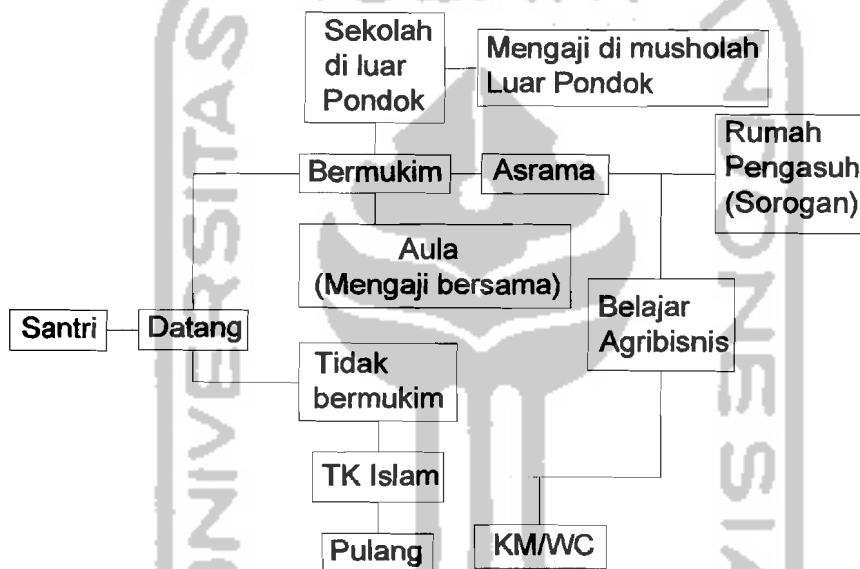 Sekolah
di luar
Pondok
Mengaji di musholah
Luar Pondok
Rumah
Pengasuh
(Sorogan)
Bermukim
Asrama
Aula
(Mengaji bersama)
Belajar
Agribisnis
Santri
Datang
Tidak
bermukim
TK Islam
Pulang
KM/WC